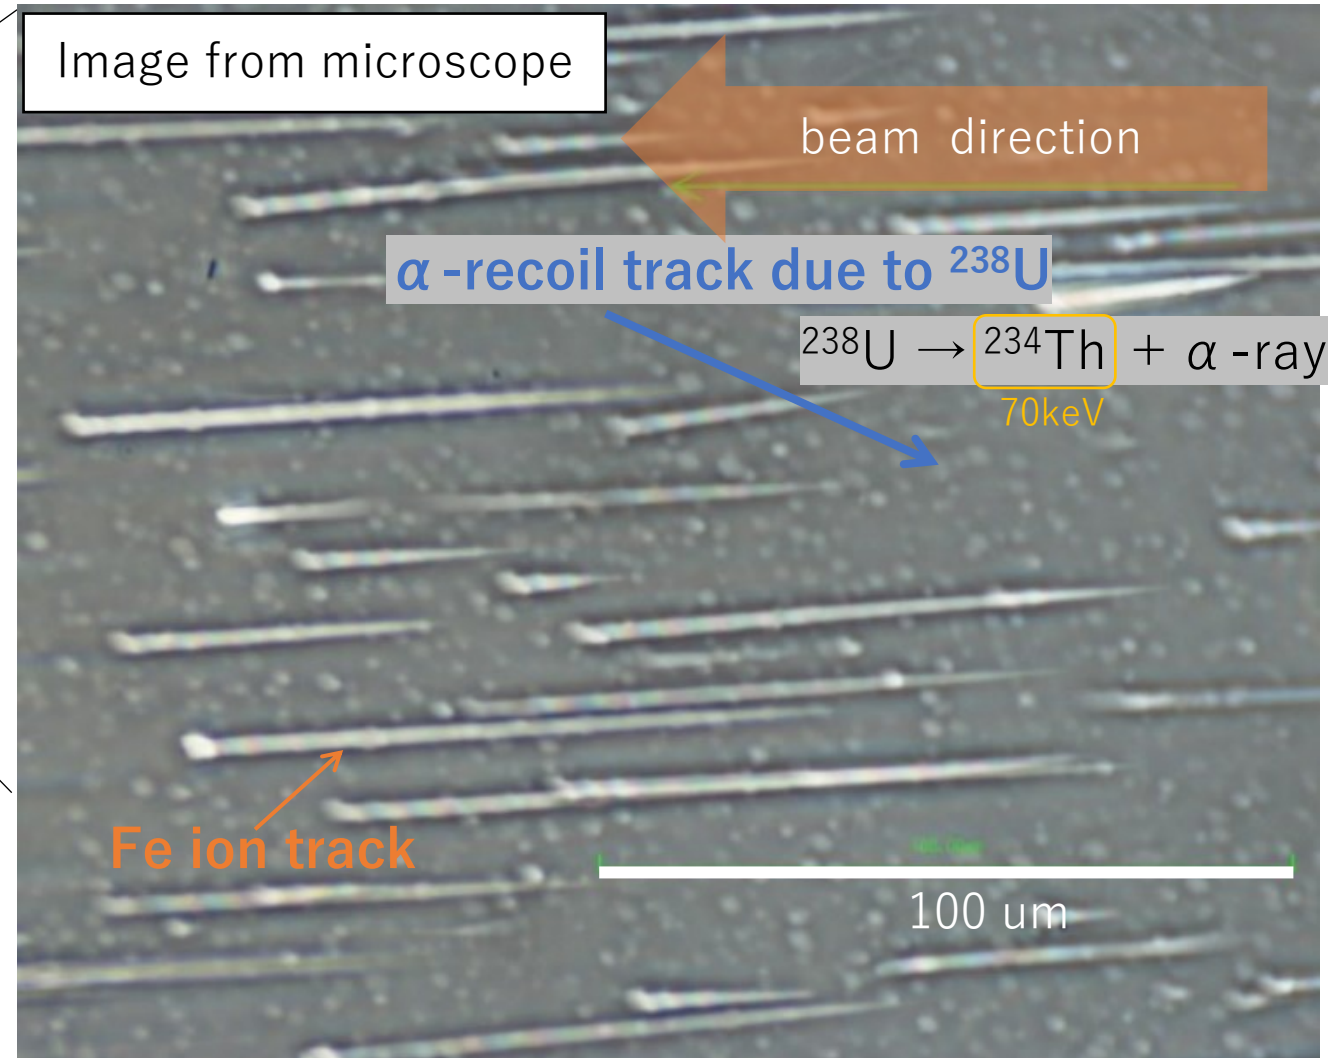 Image from microscope
beam direction
α-recoil track due to ²³⁸U
²³⁸U → ²³⁴Th + α-ray
70keV
Fe ion track
100 um